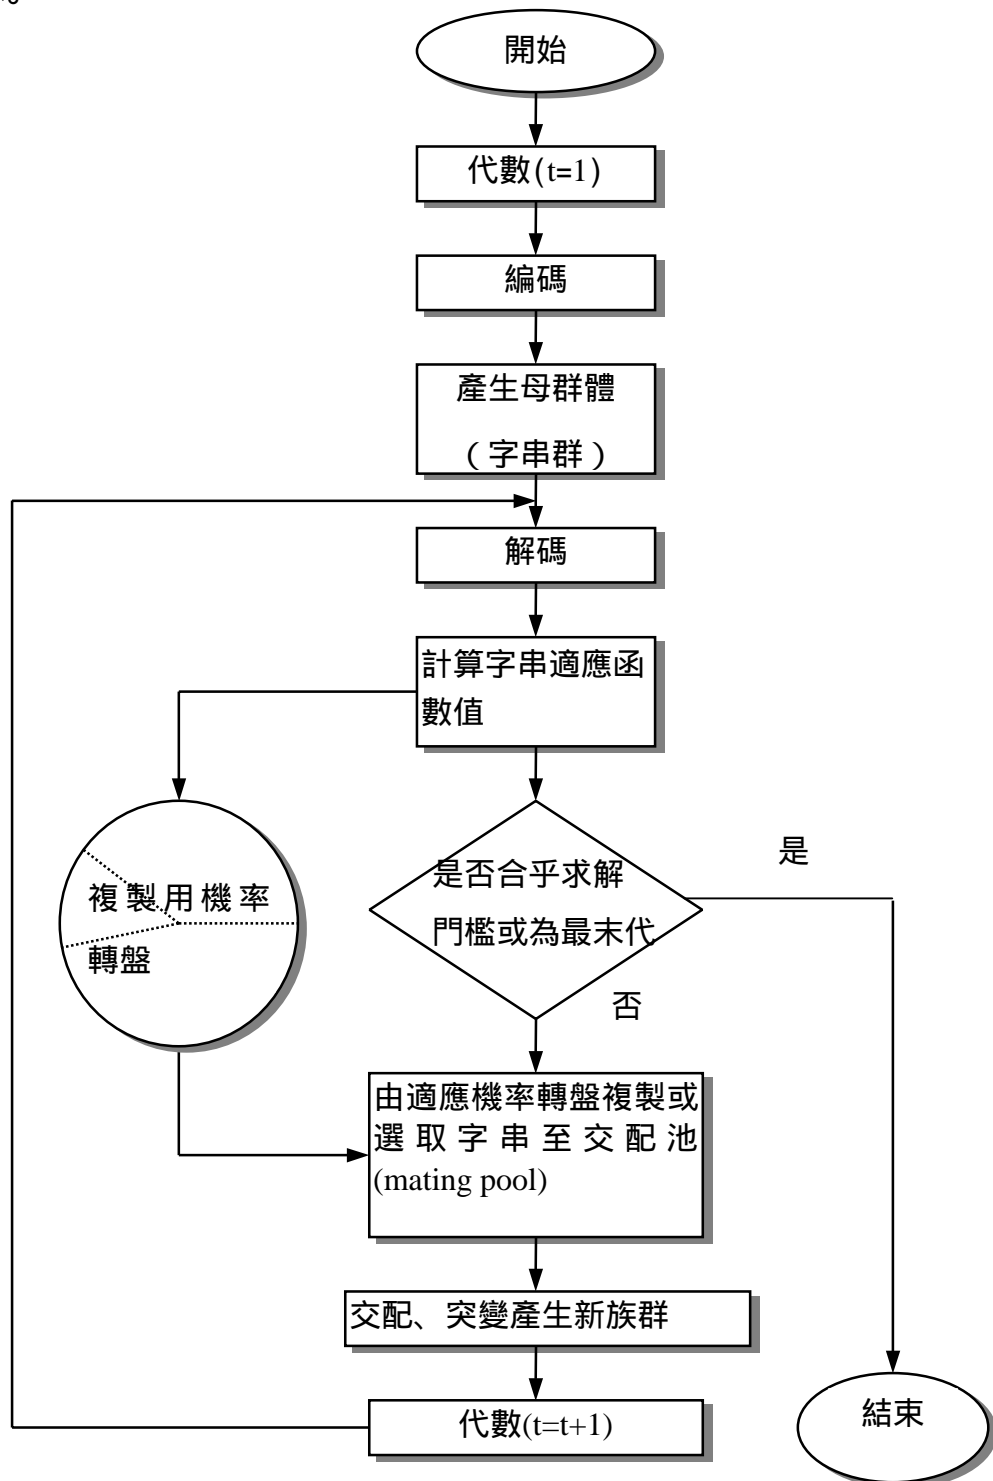 開始
代數(t=1)
編碼
產生母群體
(字串群)
解碼
計算字串適應函
數值
是
複製用機率
轉盤
是否合乎求解
門檻或為最末代
否
由適應機率轉盤複製或
選取字串至交配池
(mating pool)
交配、突變產生新族群
代數(t=t+1)
結束